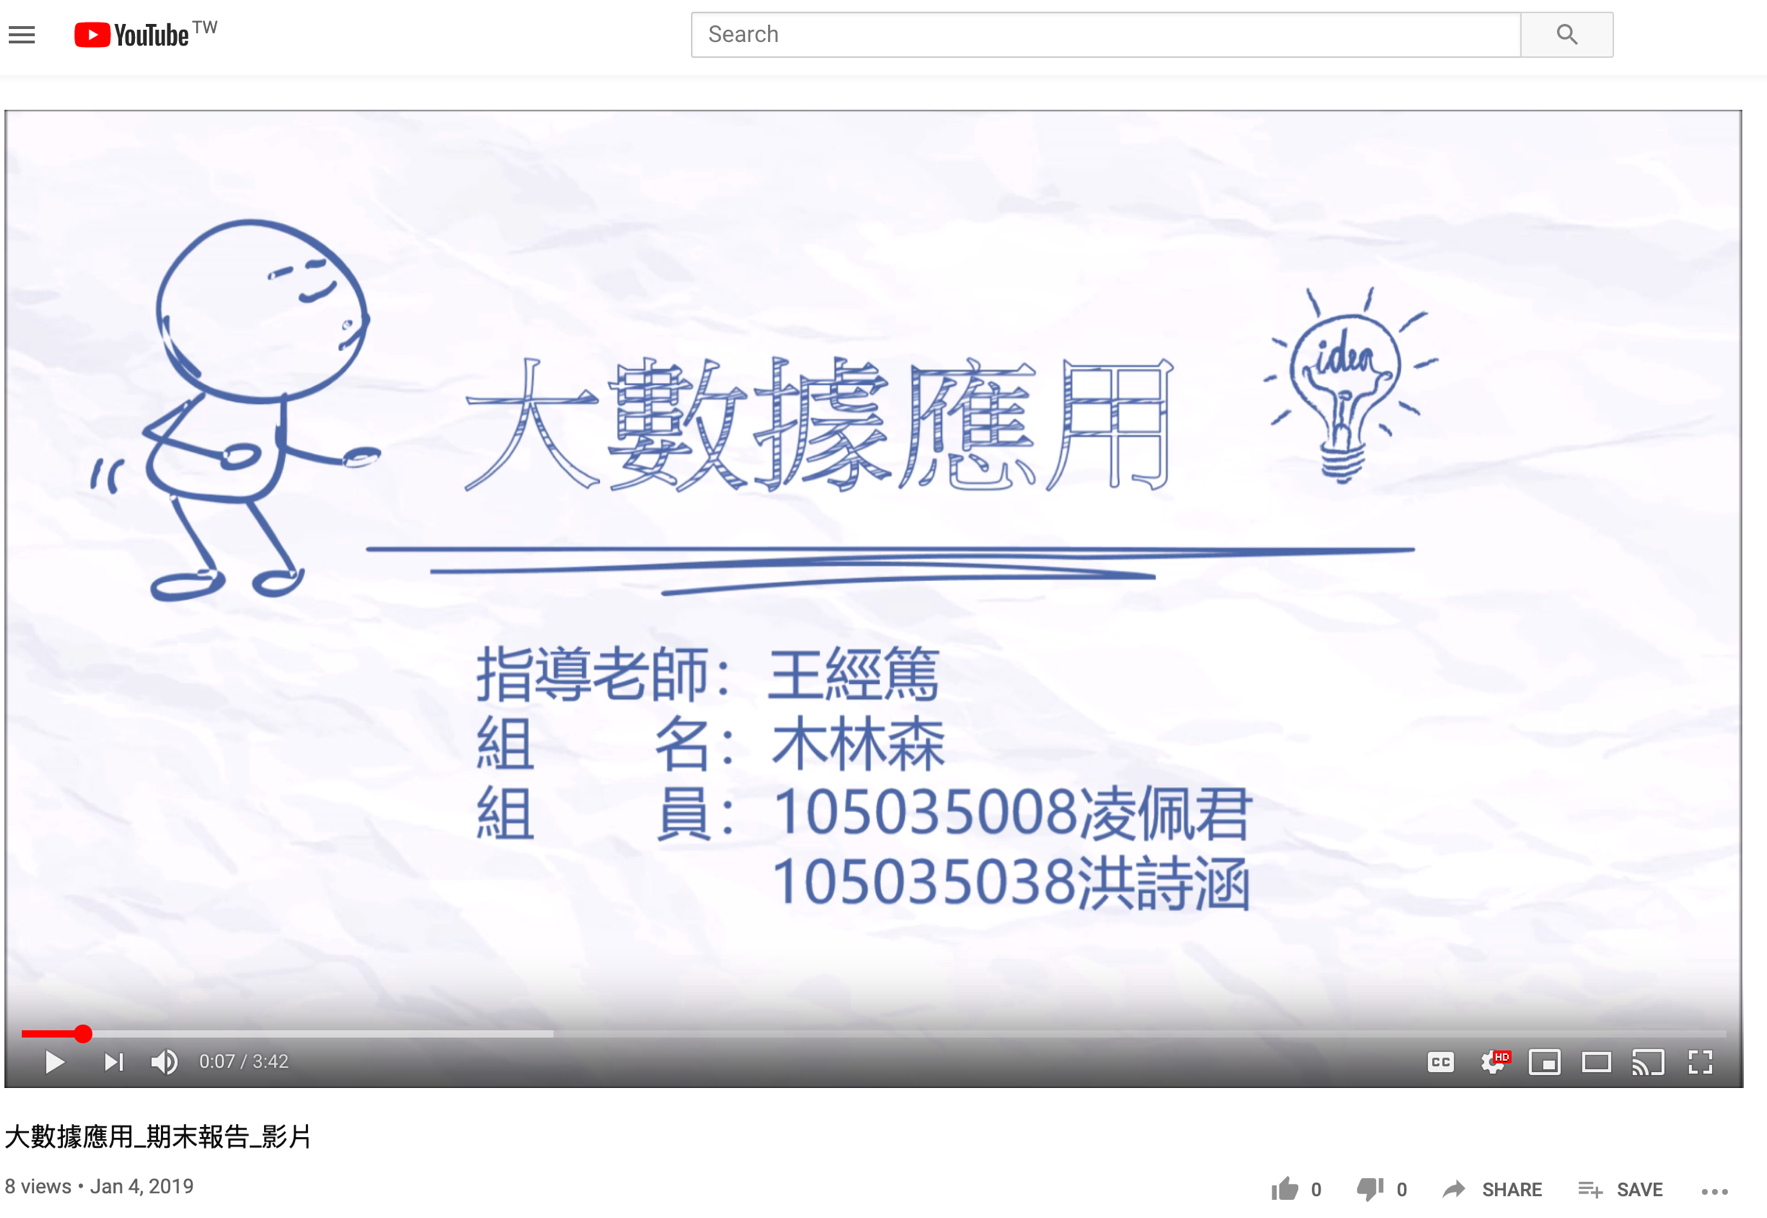 YouTube TW
Search
idea
大數據應用
指導老師：王經篤
組　　名：木林森
組　　員：105035008凌佩君
105035038洪詩涵
0:07 / 3:42
CC
HD
大數據應用_期末報告_影片
8 views • Jan 4, 2019
0 0 SHARE SAVE